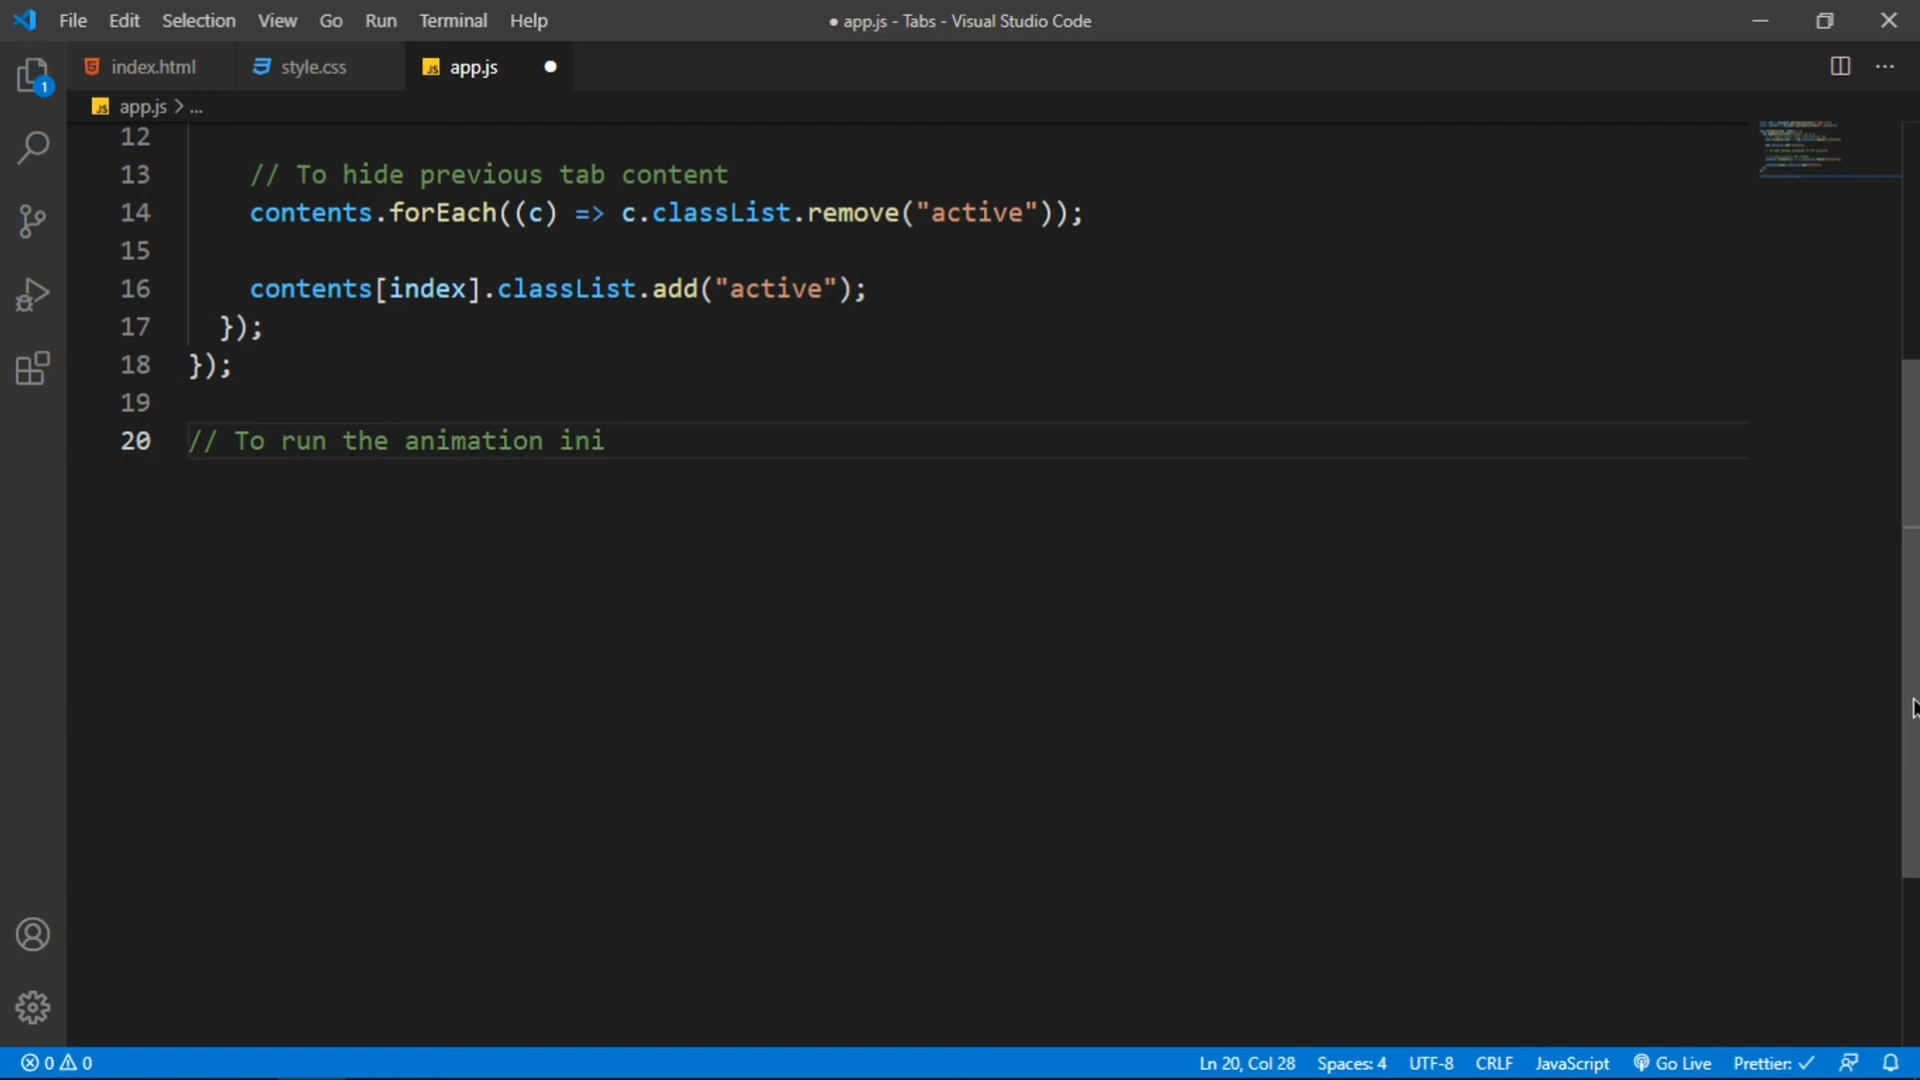 File Edit Selection View Go Run Terminal Help
● app.js - Tabs - Visual Studio Code
index.html style.css JS app.js
1
JS app.js > ...
12
13 // To hide previous tab content
14 contents.forEach((c) => c.classList.remove("active"));
15
16 contents[index].classList.add("active");
17 });
18 });
19
20 // To run the animation ini
0 0 Ln 20, Col 28 Spaces: 4 UTF-8 CRLF JavaScript Go Live Prettier: ✓